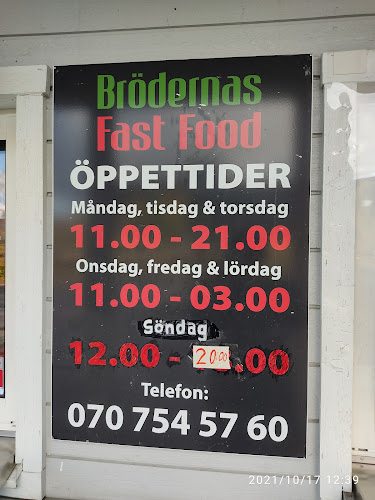 Brödernas
Fast Food
ÖPPETTIDER
Måndag, tisdag & torsdag
11.00 - 21.00
Onsdag, fredag & lördag
11.00 - 03.00
Söndag
12.00 - 20.00
Telefon:
070 754 57 60
2021/10/17 12:39